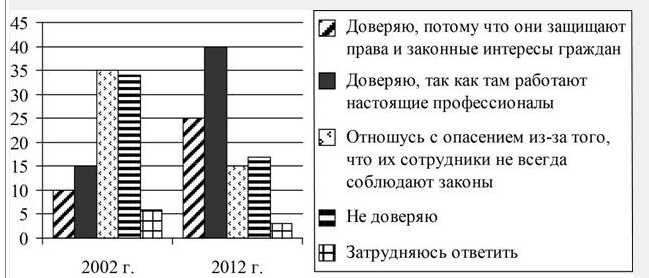 45
40
35
30
25
20
15
10
5
0
2002 г.
2012 г.
Доверяю, потому что они защищают
права и законные интересы граждан
Доверяю, так как там работают
настоящие профессионалы
Отношусь с опасением из-за того,
что их сотрудники не всегда
соблюдают законы
Не доверяю
Затрудняюсь ответить